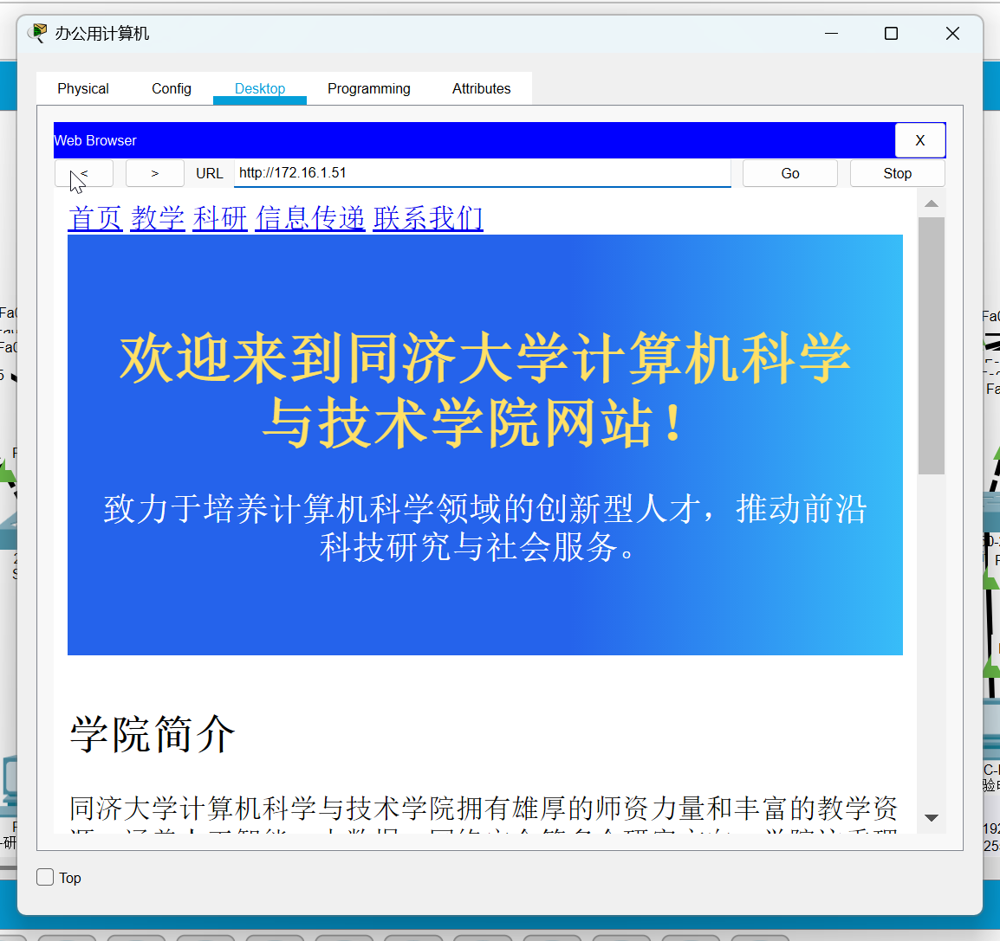 办公用计算机
Physical Config Desktop Programming Attributes
Web Browser X
< > URL http://172.16.1.51 Go Stop
首页 教学 科研 信息传递 联系我们
欢迎来到同济大学计算机科学
与技术学院网站！
致力于培养计算机科学领域的创新型人才，推动前沿
科技研究与社会服务。
学院简介
同济大学计算机科学与技术学院拥有雄厚的师资力量和丰富的教学资
Top